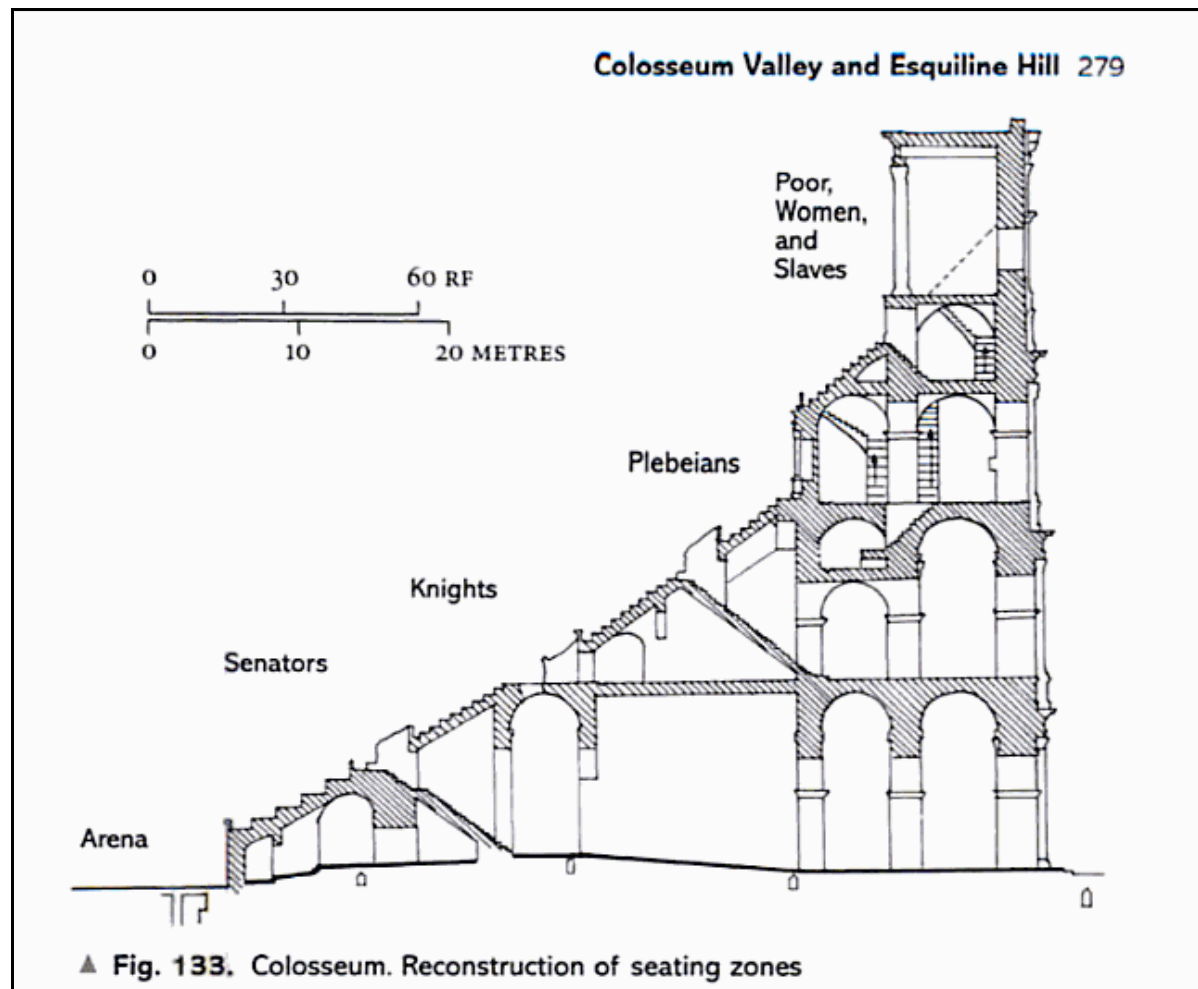 Colosseum Valley and Esquiline Hill 279
Poor,
Women,
and
Slaves
0 30 60 RF
0 10 20 METRES
Plebeians
Knights
Senators
Arena
▲ Fig. 133. Colosseum. Reconstruction of seating zones